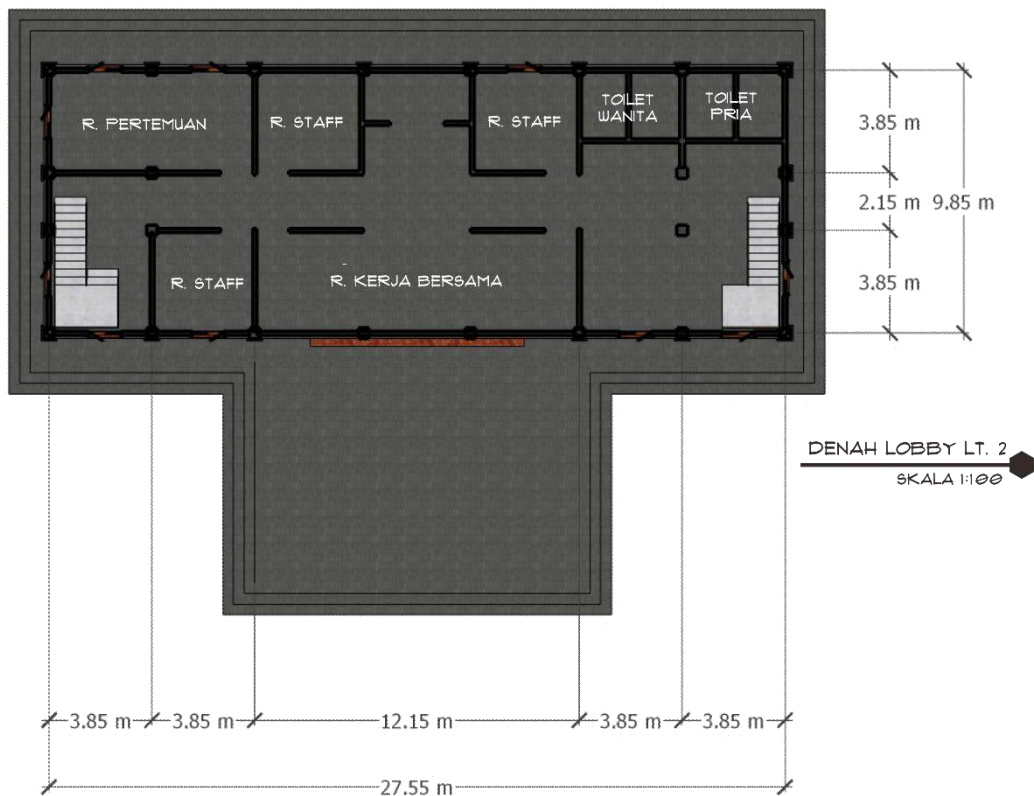 R. PERTEMUAN
R. STAFF
R. STAFF
TOILET
WANITA
TOILET
PRIA
3.85 m
2.15 m
9.85 m
3.85 m
R. STAFF
R. KERJA BERSAMA
DENAH LOBBY LT. 2
SKALA 1:100
3.85 m
3.85 m
12.15 m
3.85 m
3.85 m
27.55 m